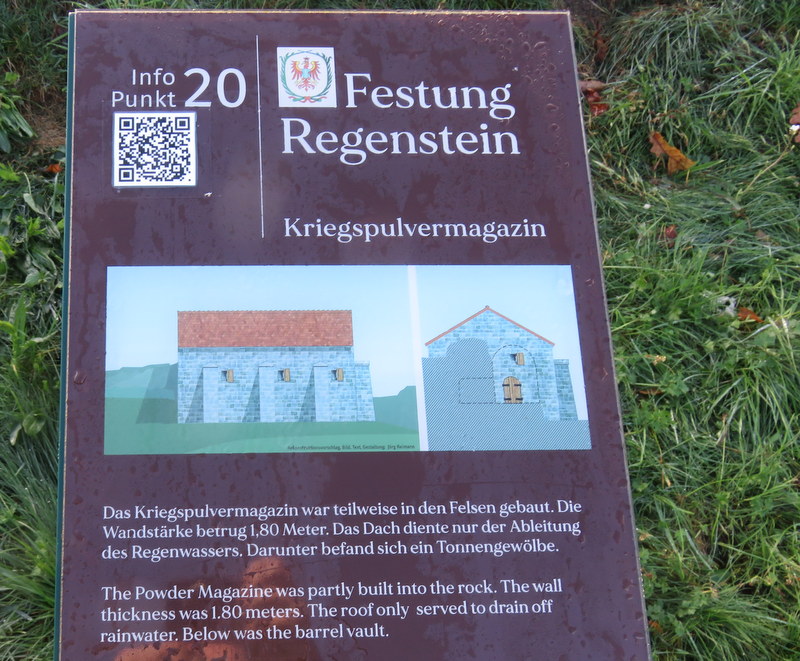 Info
Punkt 20
Festung
Regenstein
Kriegspulvermagazin
Das Kriegspulvermagazin war teilweise in den Felsen gebaut. Die
Wandstärke betrug 1,80 Meter. Das Dach diente nur der Ableitung
des Regenwassers. Darunter befand sich ein Tonnengewölbe.
The Powder Magazine was partly built into the rock. The wall
thickness was 1.80 meters. The roof only served to drain off
rainwater. Below was the barrel vault.